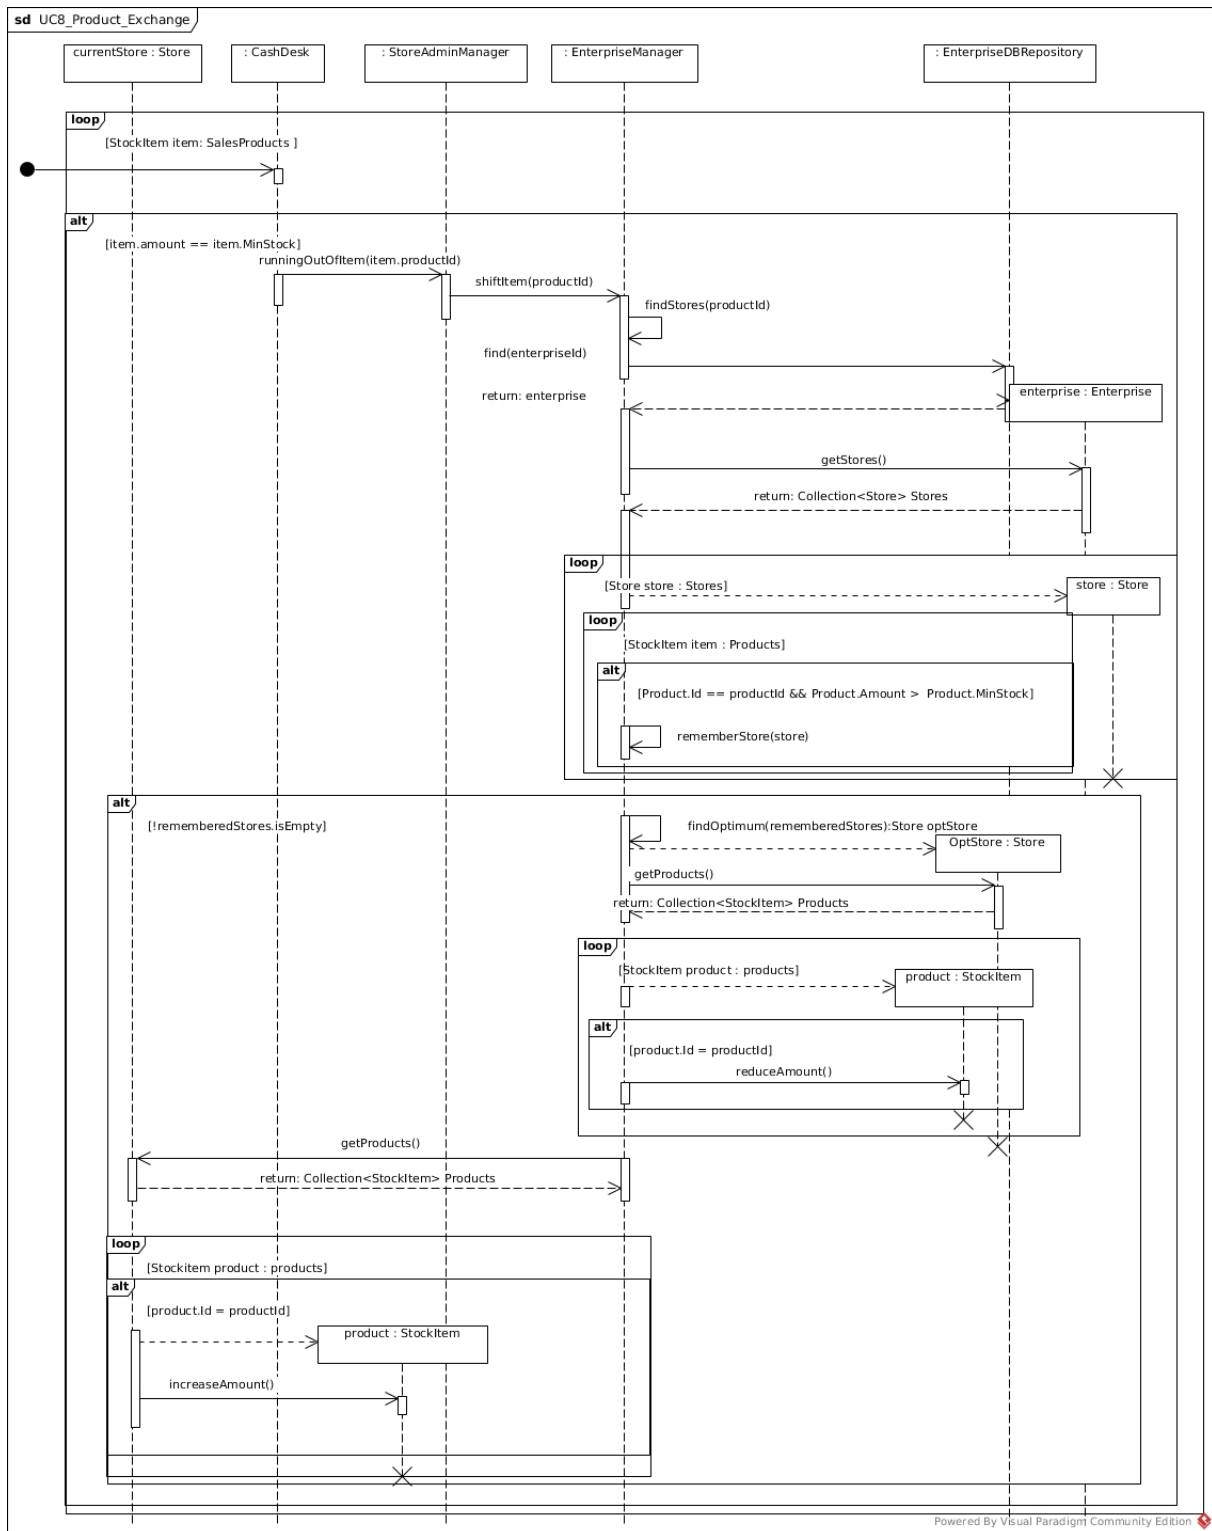 sd UC8_Product_Exchange
currentStore : Store
: CashDesk
: StoreAdminManager
: EnterpriseManager
: EnterpriseDBRepository
loop
[StockItem item: SalesProducts ]
alt
[item.amount == item.MinStock]
runningOutOfItem(item.productId)
shiftItem(productId)
findStores(productId)
find(enterpriseId)
return: enterprise
enterprise : Enterprise
getStores()
return: Collection<Store> Stores
loop
[Store store : Stores]
store : Store
loop
[StockItem item : Products]
alt
[Product.Id == productId && Product.Amount > Product.MinStock]
rememberStore(store)
alt
[!rememberedStores.isEmpty]
findOptimum(rememberedStores):Store optStore
OptStore : Store
getProducts()
return: Collection<StockItem> Products
loop
[StockItem product : products]
product : StockItem
alt
[product.Id = productId]
reduceAmount()
getProducts()
return: Collection<StockItem> Products
loop
[Stockitem product : products]
alt
[product.Id = productId]
product : StockItem
increaseAmount()
Powered By Visual Paradigm Community Edition